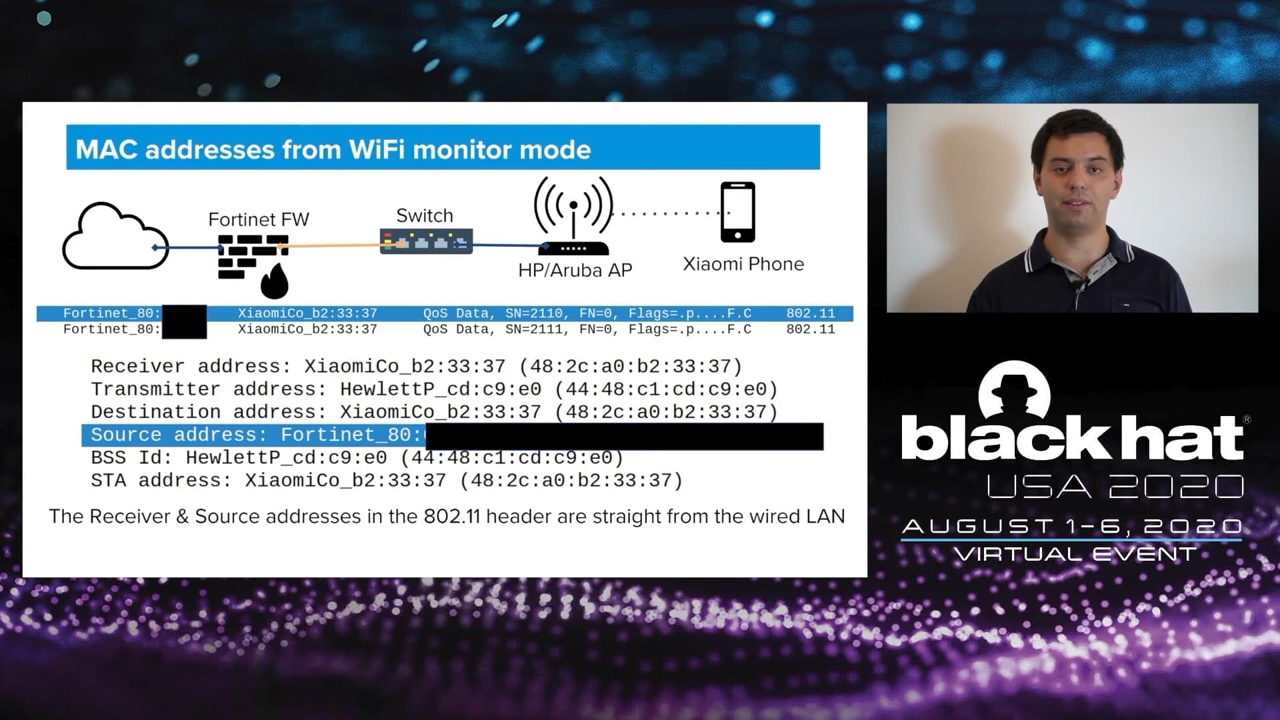 MAC addresses from WiFi monitor mode
Fortinet FW
Switch
HP/Aruba AP
Xiaomi Phone
Fortinet_80: XiaomiCo_b2:33:37 QoS Data, SN=2110, FN=0, Flags=.p....F.C 802.11
Fortinet_80: XiaomiCo_b2:33:37 QoS Data, SN=2111, FN=0, Flags=.p....F.C 802.11
Receiver address: XiaomiCo_b2:33:37 (48:2c:a0:b2:33:37)
Transmitter address: HewlettP_cd:c9:e0 (44:48:c1:cd:c9:e0)
Destination address: XiaomiCo_b2:33:37 (48:2c:a0:b2:33:37)
Source address: Fortinet_80:
BSS Id: HewlettP_cd:c9:e0 (44:48:c1:cd:c9:e0)
STA address: XiaomiCo_b2:33:37 (48:2c:a0:b2:33:37)
The Receiver & Source addresses in the 802.11 header are straight from the wired LAN
black hat®
USA 2020
AUGUST 1-6, 2020
VIRTUAL EVENT